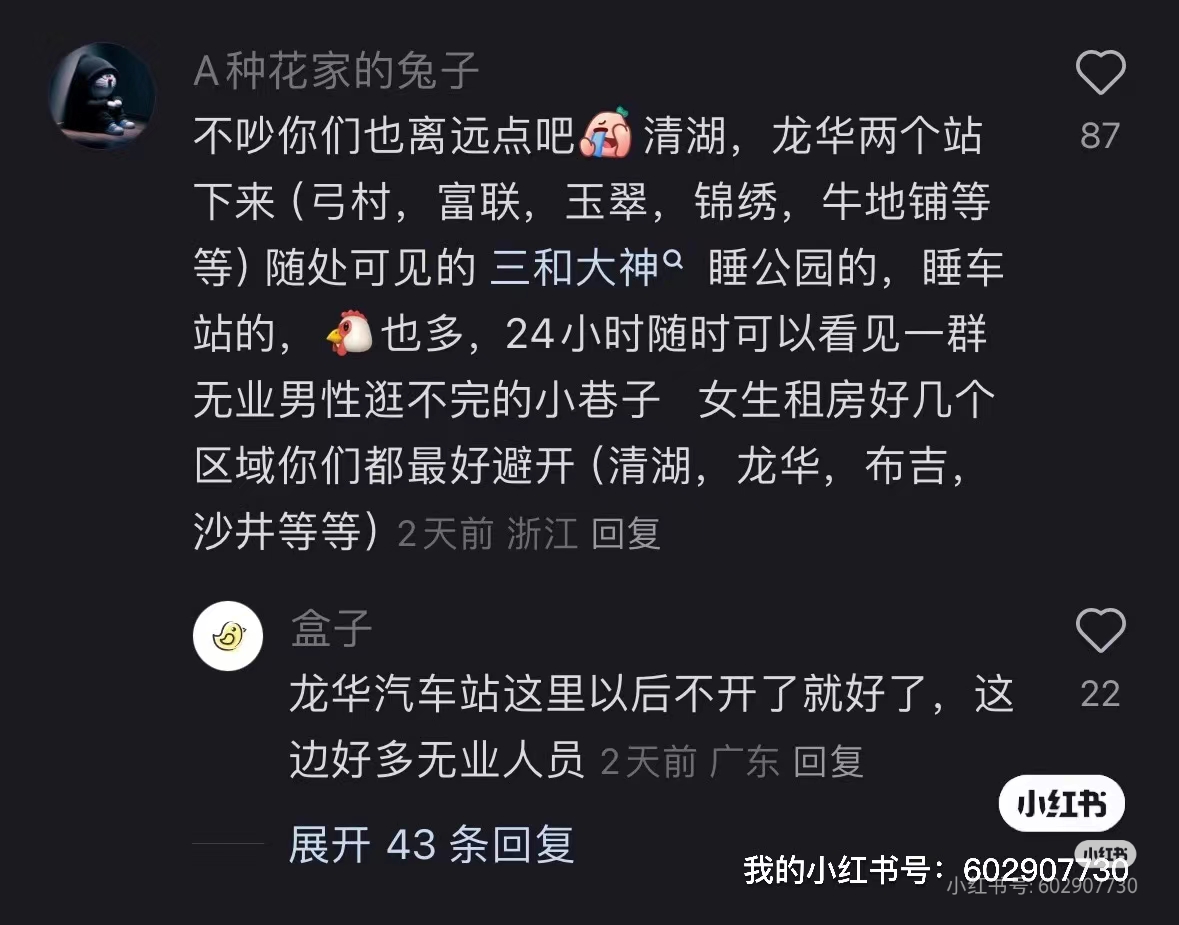 A种花家的兔子
不吵你们也离远点吧😭清湖，龙华两个站
87
下来（弓村，富联，玉翠，锦绣，牛地铺等
等）随处可见的 三和大神 睡公园的，睡车
站的，🐔也多，24小时随时可以看见一群
无业男性逛不完的小巷子 女生租房好几个
区域你们都最好避开（清湖，龙华，布吉，
沙井等等）2天前 浙江 回复
盒子
龙华汽车站这里以后不开了就好了，这
22
边好多无业人员 2天前 广东 回复
小红书
展开 43 条回复
小红书
我的小红书号：602907730
小红书号:602907730